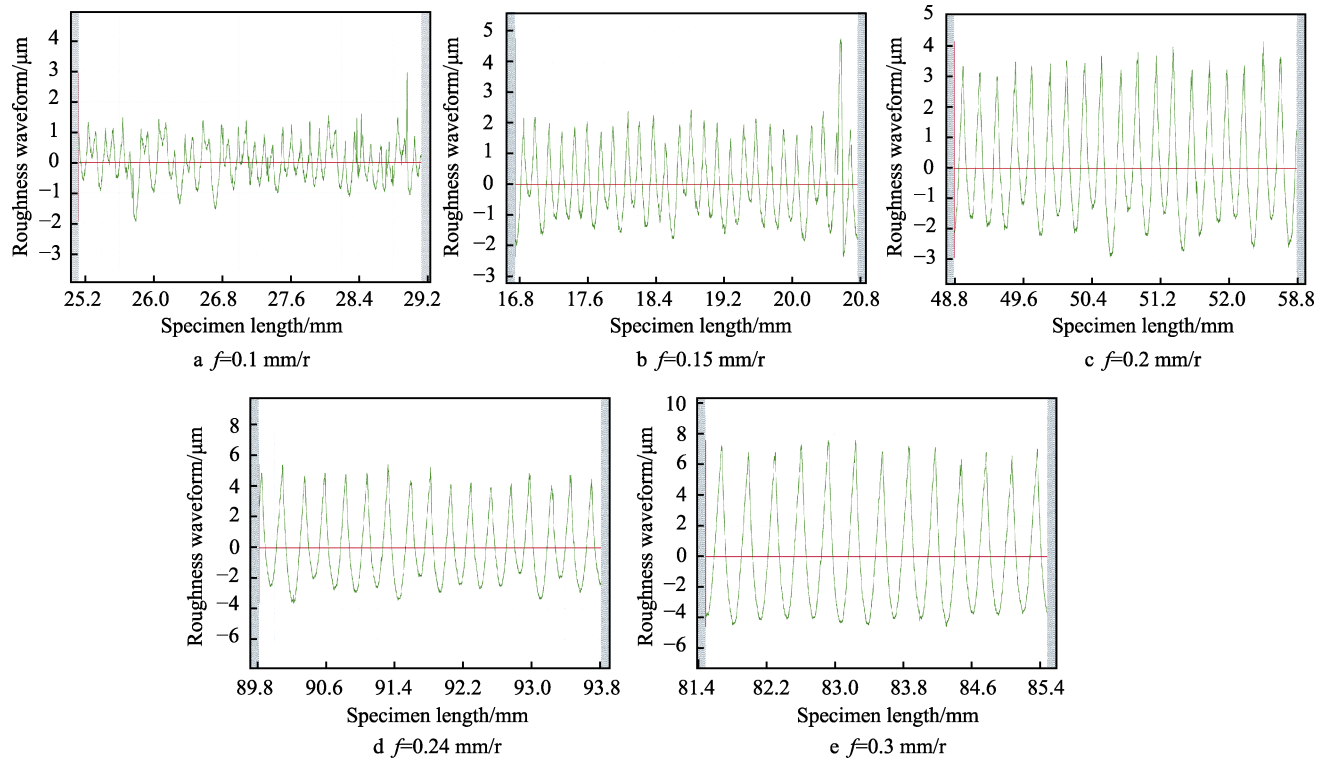 Roughness waveform/μm
4
3
2
1
0
−1
−2
−3
25.2 26.0 26.8 27.6 28.4 29.2
Specimen length/mm
a f=0.1 mm/r
Roughness waveform/μm
5
4
3
2
1
0
−1
−2
−3
16.8 17.6 18.4 19.2 20.0 20.8
Specimen length/mm
b f=0.15 mm/r
Roughness waveform/μm
5
4
3
2
1
0
−1
−2
−3
48.8 49.6 50.4 51.2 52.0 58.8
Specimen length/mm
c f=0.2 mm/r
Roughness waveform/μm
8
6
4
2
0
−2
−4
−6
89.8 90.6 91.4 92.2 93.0 93.8
Specimen length/mm
d f=0.24 mm/r
Roughness waveform/μm
10
8
6
4
2
0
−2
−4
−6
81.4 82.2 83.0 83.8 84.6 85.4
Specimen length/mm
e f=0.3 mm/r